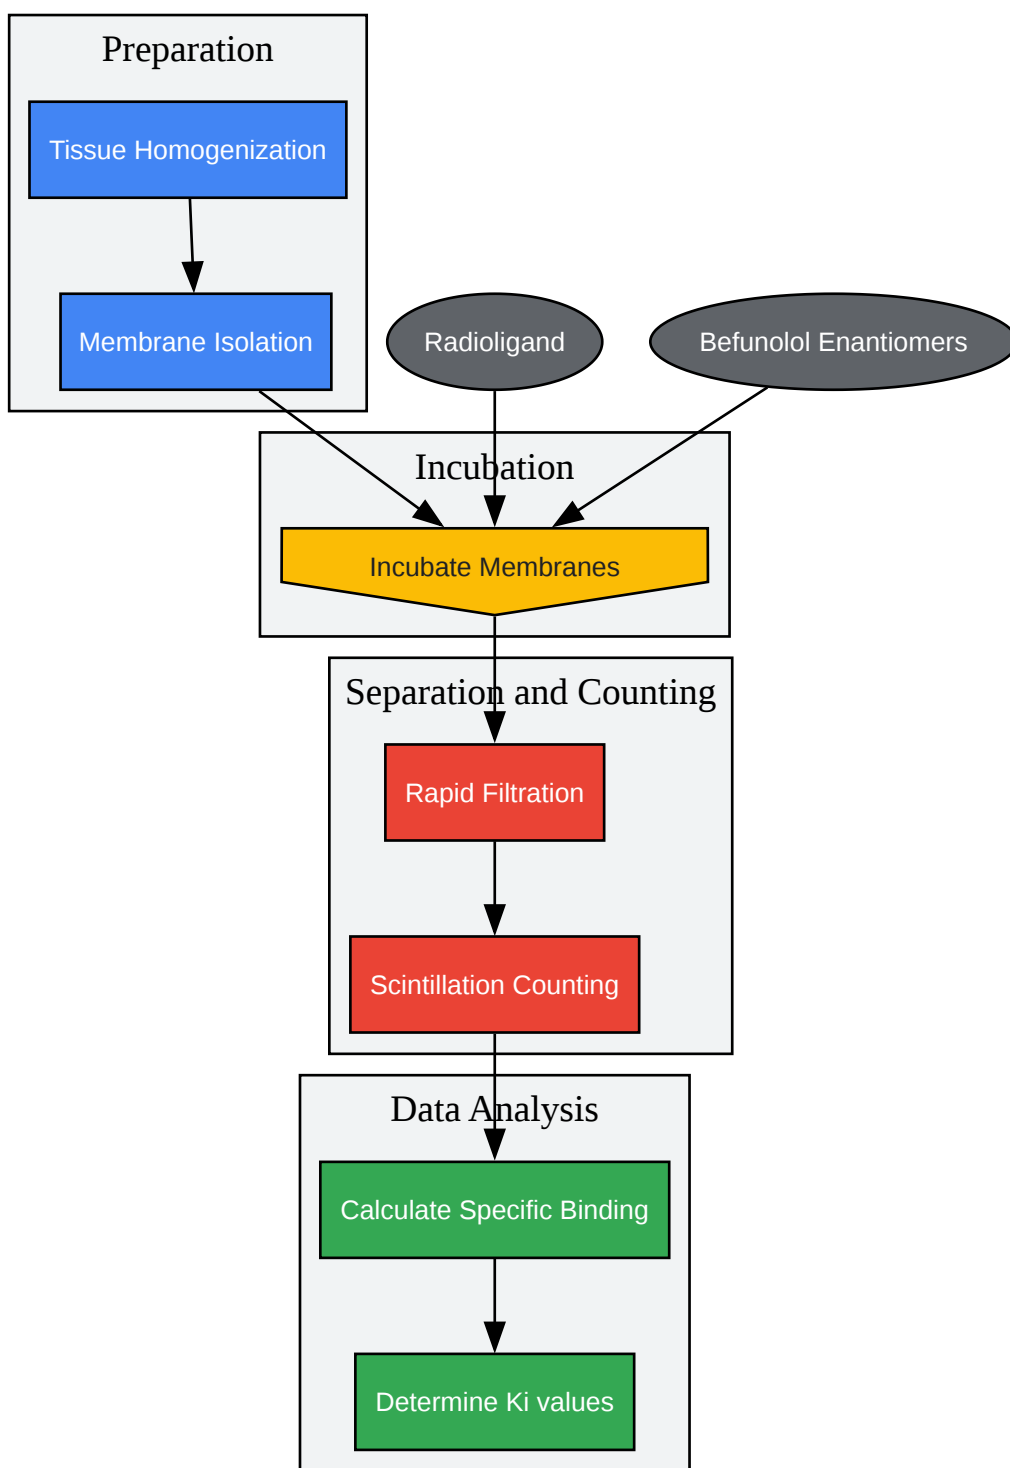 Preparation
Tissue Homogenization
Membrane Isolation
Radioligand
Befunolol Enantiomers
Incubation
Incubate Membranes
Separation and Counting
Rapid Filtration
Scintillation Counting
Data Analysis
Calculate Specific Binding
Determine Ki values